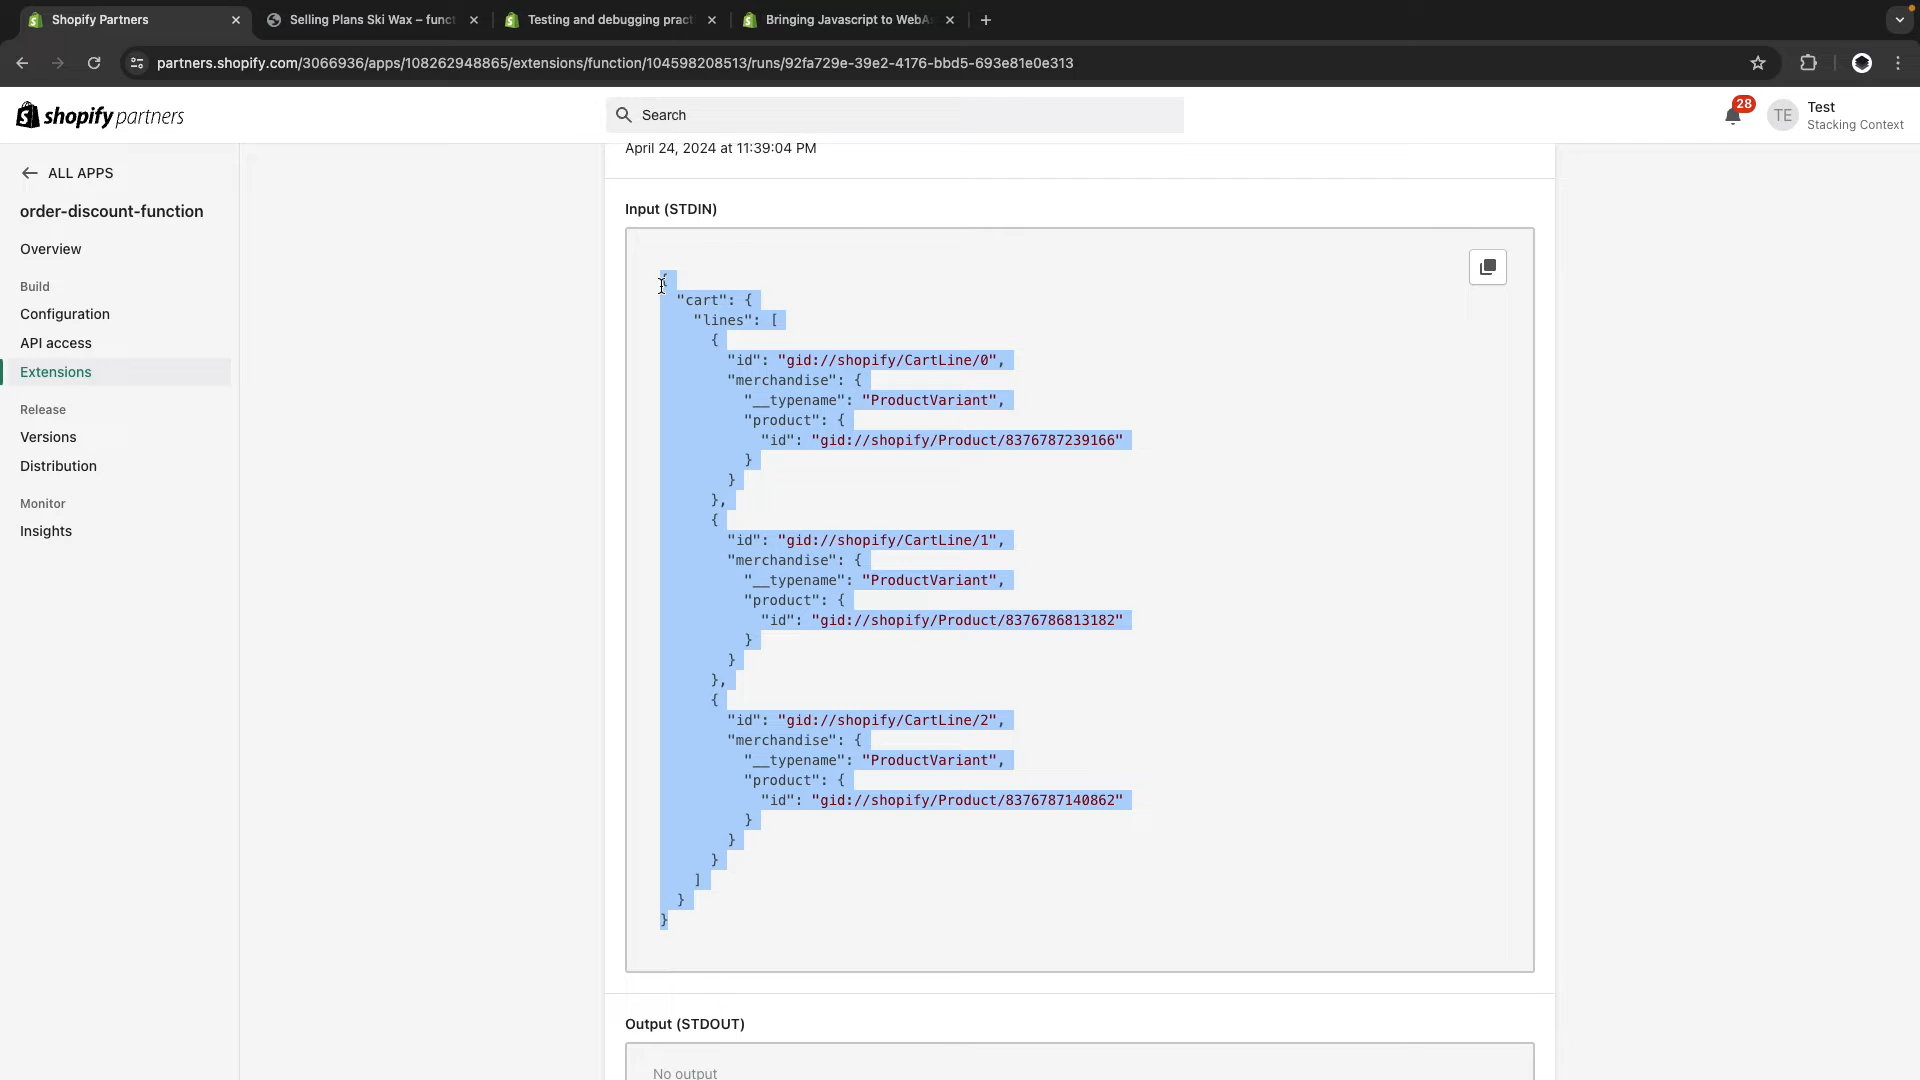 Shopify Partners
Selling Plans Ski Wax – funct
Testing and debugging pract
Bringing Javascript to WebA
partners.shopify.com/3066936/apps/108262948865/extensions/function/104598208513/runs/92fa729e-39e2-4176-bbd5-693e81e0e313
shopify partners
Search
28
TE
Test
Stacking Context
ALL APPS
order-discount-function
Overview
Build
Configuration
API access
Extensions
Release
Versions
Distribution
Monitor
Insights
April 24, 2024 at 11:39:04 PM
Input (STDIN)
{
"cart": {
"lines": [
{
"id": "gid://shopify/CartLine/0",
"merchandise": {
"__typename": "ProductVariant",
"product": {
"id": "gid://shopify/Product/8376787239166"
}
}
},
{
"id": "gid://shopify/CartLine/1",
"merchandise": {
"__typename": "ProductVariant",
"product": {
"id": "gid://shopify/Product/8376786813182"
}
}
},
{
"id": "gid://shopify/CartLine/2",
"merchandise": {
"__typename": "ProductVariant",
"product": {
"id": "gid://shopify/Product/8376787140862"
}
}
}
]
}
}
Output (STDOUT)
No output